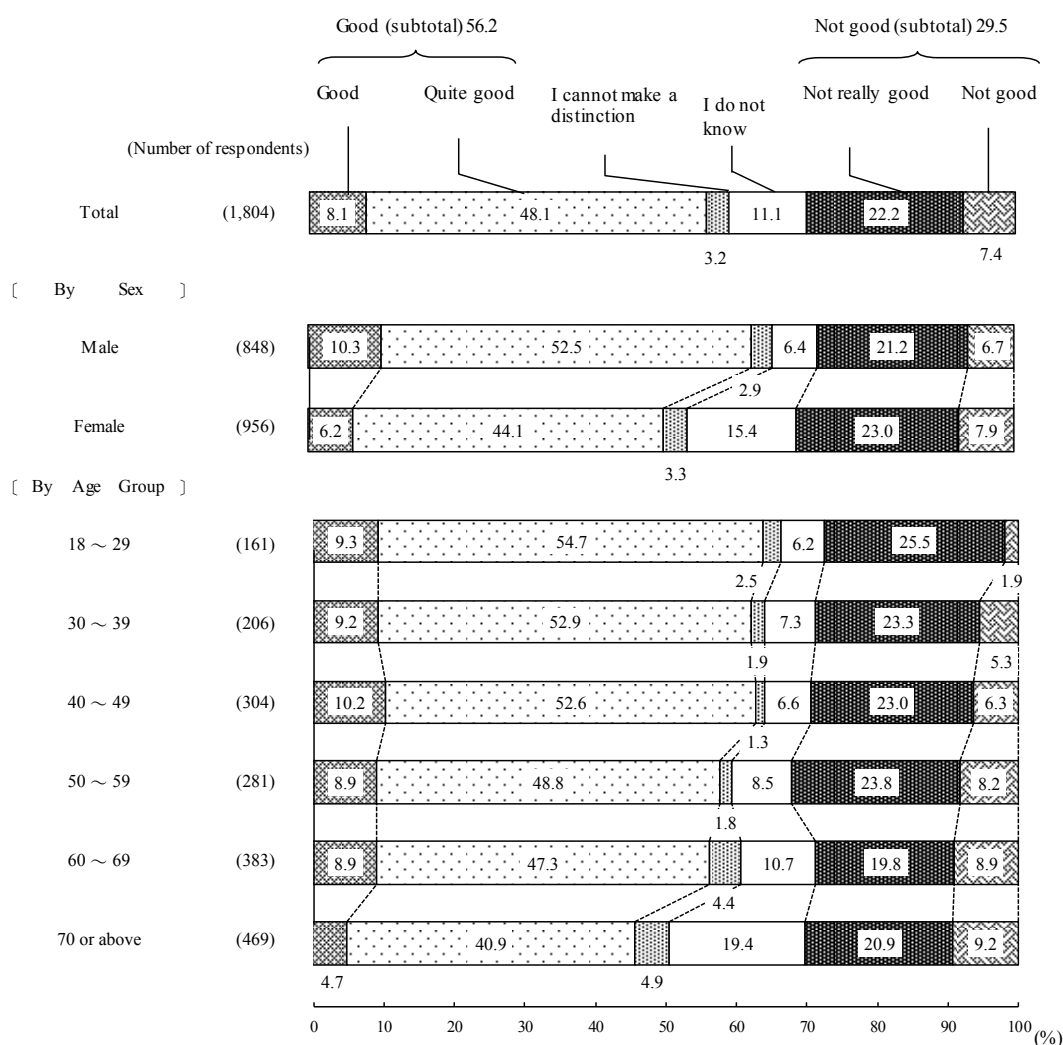 Good (subtotal) 56.2 Not good (subtotal) 29.5
Good Quite good I cannot make a distinction I do not know Not really good Not good
(Number of respondents)
Total (1,804) 8.1 48.1 11.1 22.2
3.2 7.4
〔 By Sex 〕
Male (848) 10.3 52.5 6.4 21.2 6.7
2.9
Female (956) 6.2 44.1 15.4 23.0 7.9
3.3
〔 By Age Group 〕
18 ～ 29 (161) 9.3 54.7 6.2 25.5
2.5 1.9
30 ～ 39 (206) 9.2 52.9 7.3 23.3
1.9 5.3
40 ～ 49 (304) 10.2 52.6 6.6 23.0 6.3
1.3
50 ～ 59 (281) 8.9 48.8 8.5 23.8 8.2
1.8
60 ～ 69 (383) 8.9 47.3 10.7 19.8 8.9
4.4
70 or above (469) 40.9 19.4 20.9 9.2
4.7 4.9
0 10 20 30 40 50 60 70 80 90 100 (%)